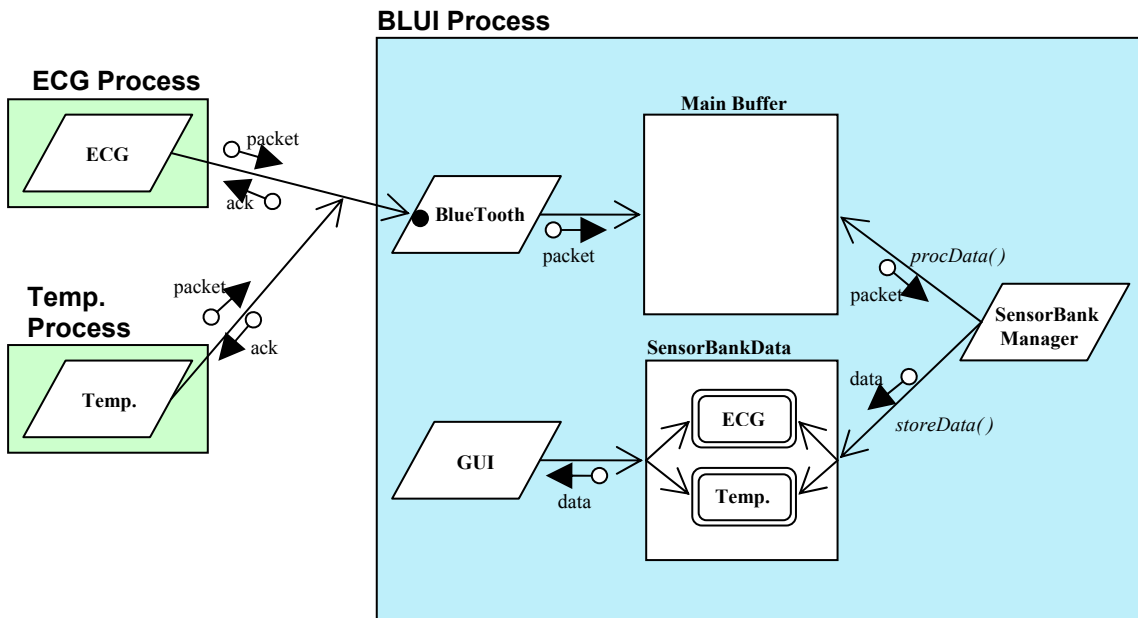 BLUI Process
ECG Process
ECG
packet
ack
Main Buffer
BlueTooth
packet
procData( )
packet
Temp.
Process
packet
ack
Temp.
SensorBank
Manager
SensorBankData
data
storeData( )
ECG
GUI
data
Temp.